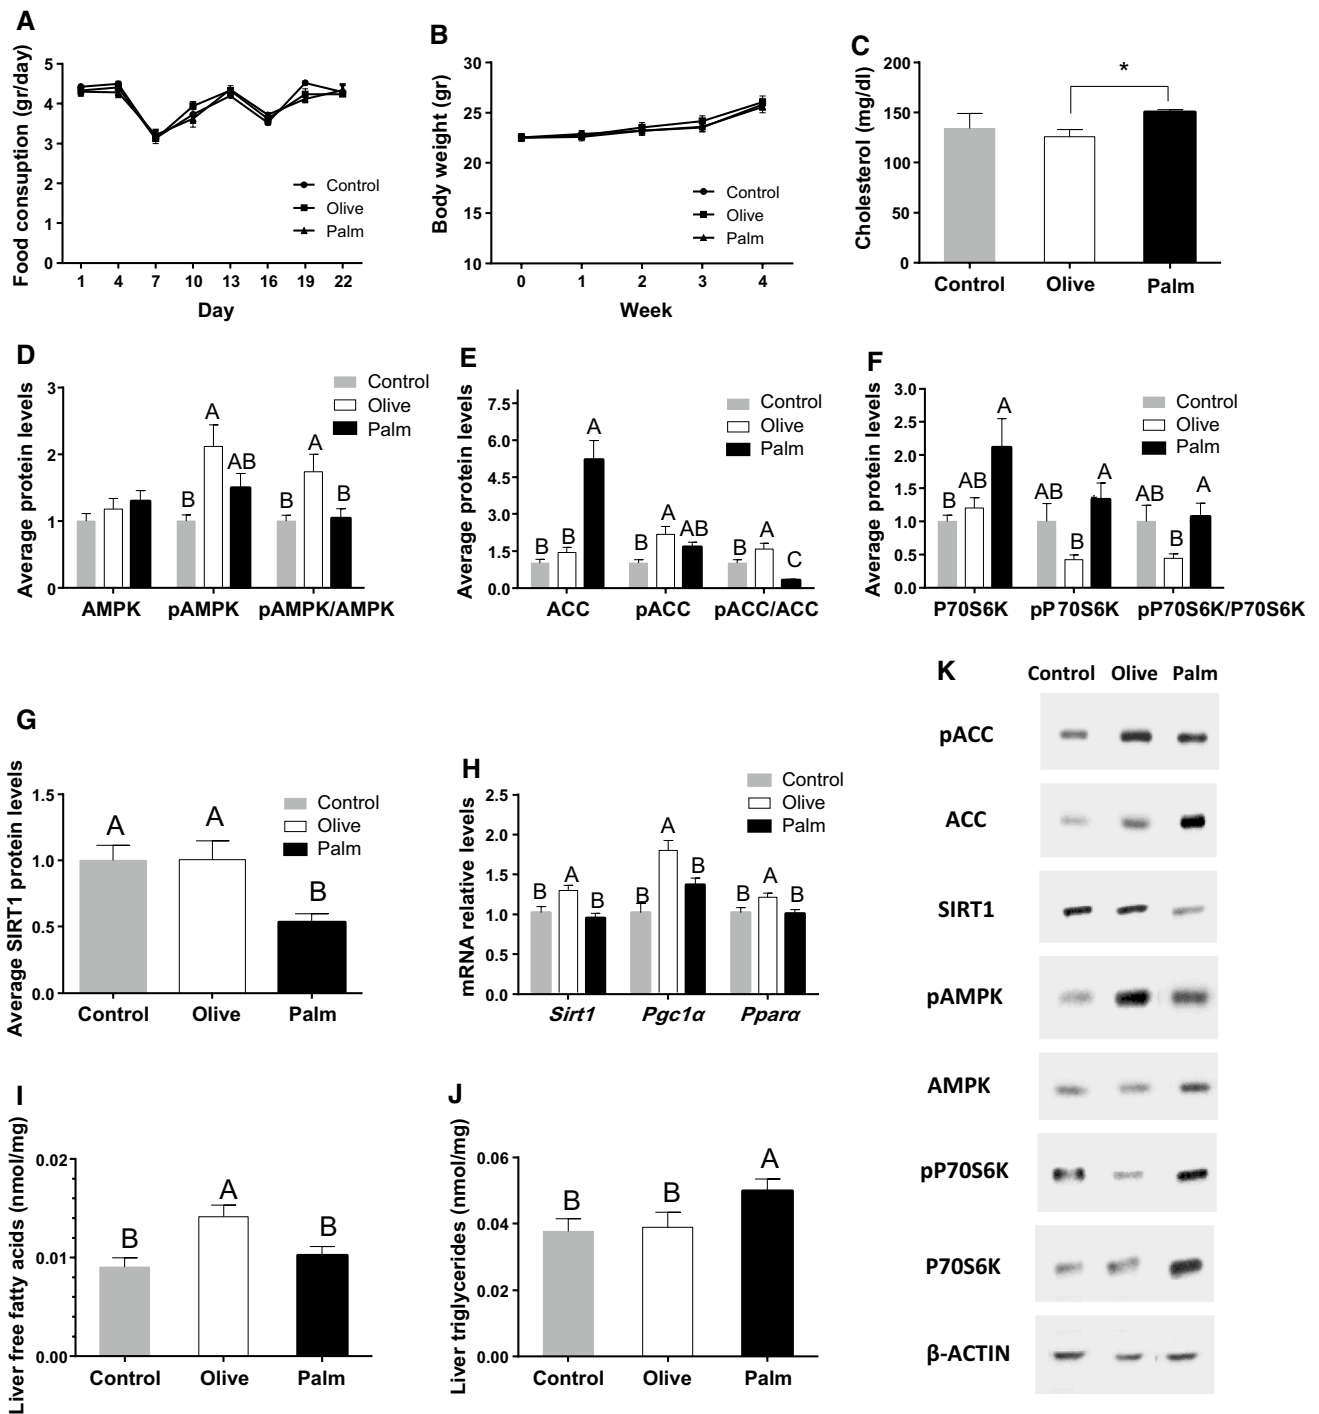 A
Food consuption (gr/day)
5
4
3
2
1
0
1 4 7 10 13 16 19 22
Day
Control
Olive
Palm
B
Body weight (gr)
30
25
20
15
10
0 1 2 3 4
Week
Control
Olive
Palm
C
Cholesterol (mg/dl)
200
150
100
50
0
*
Control Olive Palm
D
Average protein levels
3
2
1
0
Control
Olive
Palm
B A AB B A B
AMPK pAMPK pAMPK/AMPK
E
Average protein levels
7.5
6.0
4.5
3.0
1.5
0.0
Control
Olive
Palm
B B A B A AB B A C
ACC pACC pACC/ACC
F
Average protein levels
3.0
2.5
2.0
1.5
1.0
0.5
0.0
Control
Olive
Palm
B AB A AB B A AB B A
P70S6K pP70S6K pP70S6K/P70S6K
G
Average SIRT1 protein levels
1.5
1.0
0.5
0.0
Control
Olive
Palm
A A B
Control Olive Palm
H
mRNA relative levels
2.5
2.0
1.5
1.0
0.5
0.0
Control
Olive
Palm
B A B B A B B A B
Sirt1 Pgc1α Pparα
I
Liver free fatty acids (nmol/mg)
0.02
0.01
0.00
B A B
Control Olive Palm
J
Liver triglycerides (nmol/mg)
0.06
0.04
0.02
0.00
B B A
Control Olive Palm
K
Control Olive Palm
pACC
ACC
SIRT1
pAMPK
AMPK
pP70S6K
P70S6K
β-ACTIN